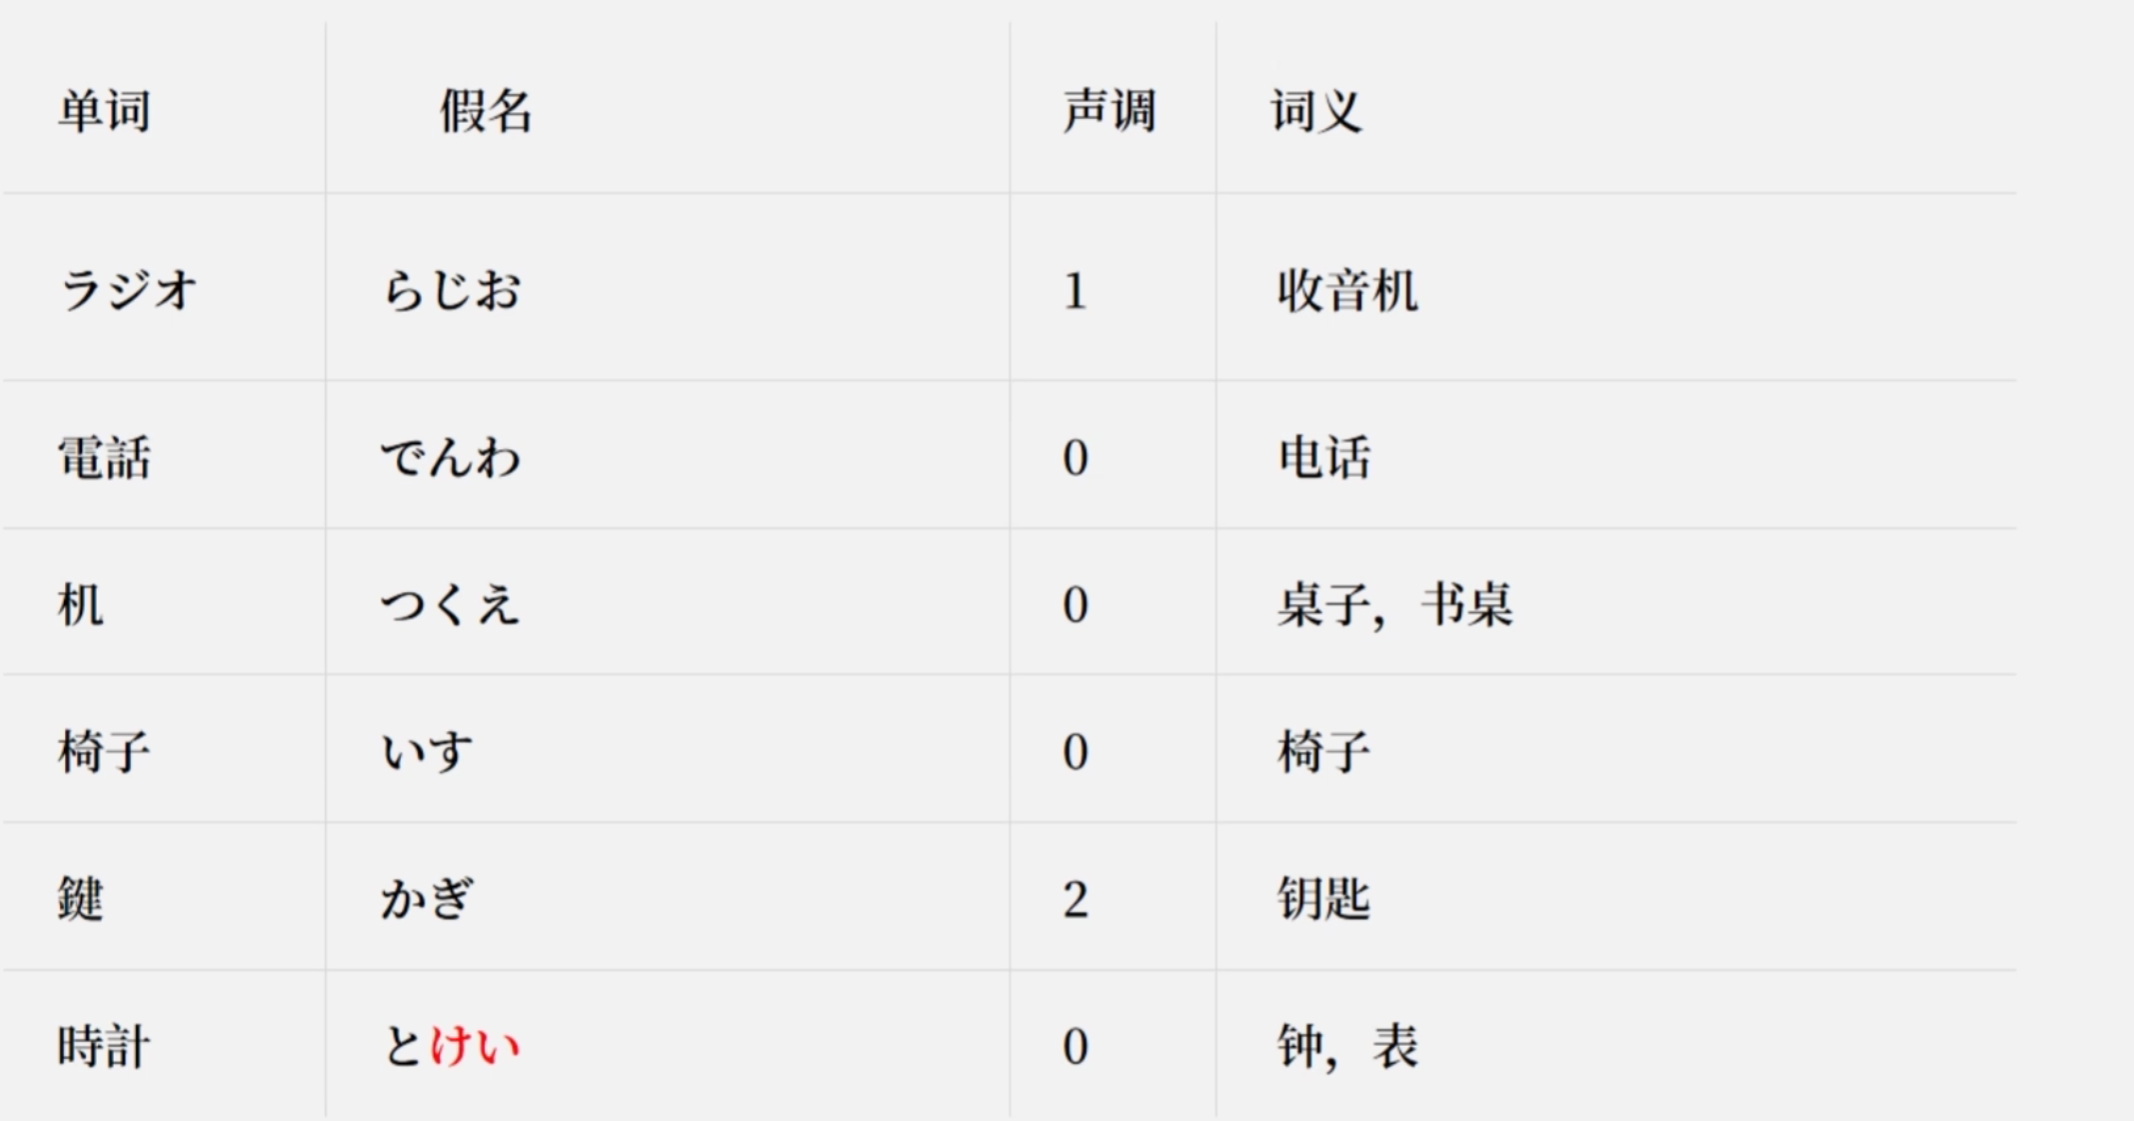 单词 假名 声调 词义
ラジオ らじお 1 收音机
電話 でんわ 0 电话
机 つくえ 0 桌子，书桌
椅子 いす 0 椅子
鍵 かぎ 2 钥匙
時計 とけい 0 钟，表